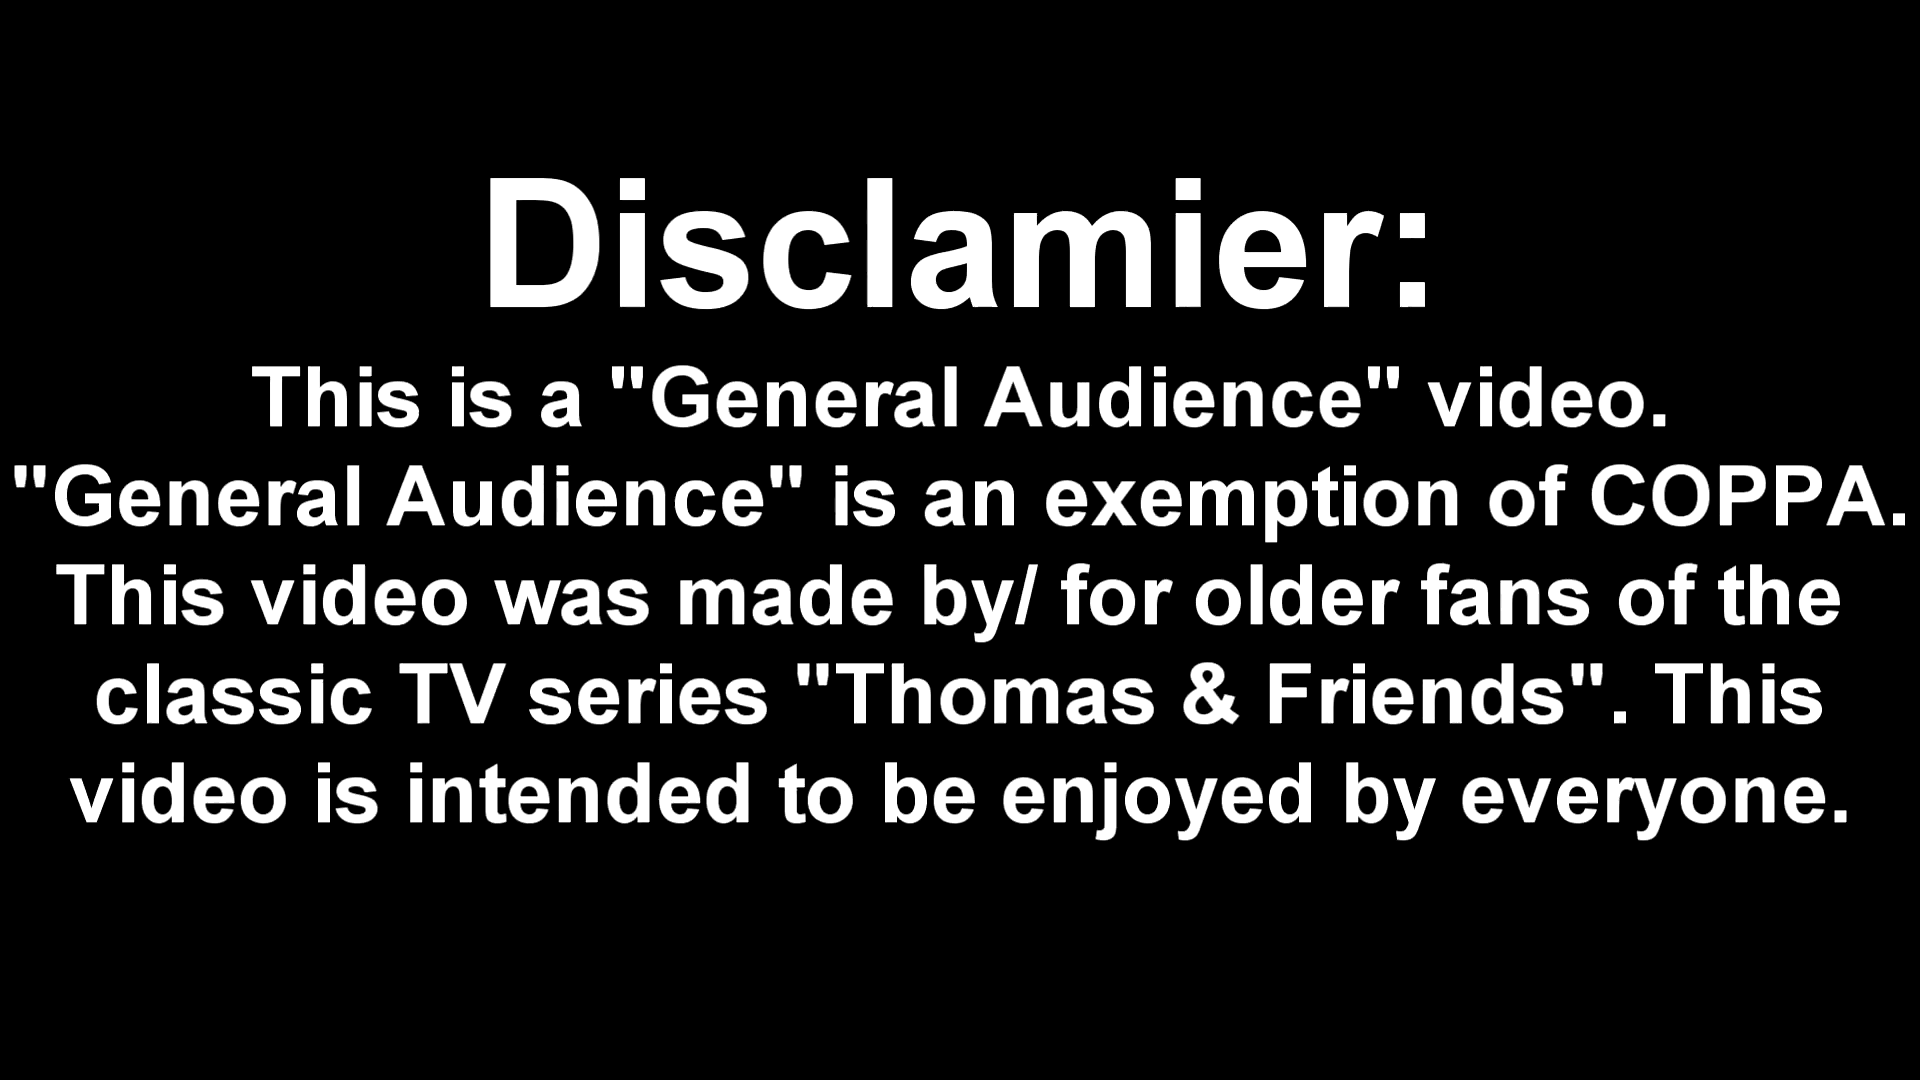 Disclamier:
This is a "General Audience" video.
"General Audience" is an exemption of COPPA.
This video was made by/ for older fans of the
classic TV series "Thomas & Friends". This
video is intended to be enjoyed by everyone.